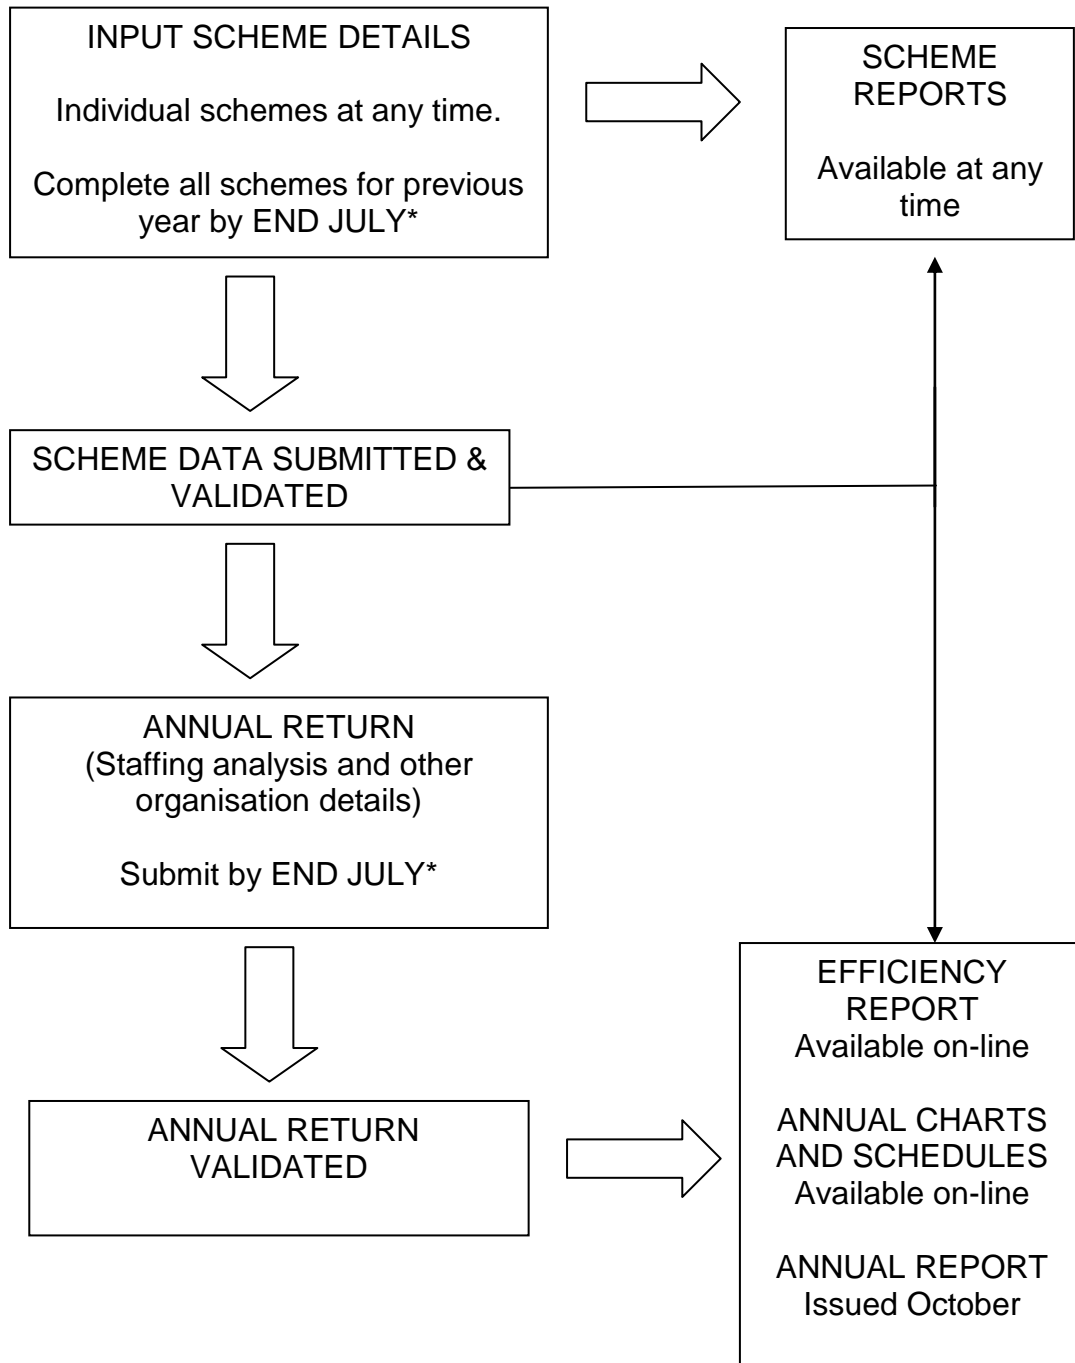 INPUT SCHEME DETAILS
Individual schemes at any time.
Complete all schemes for previous
year by END JULY*
SCHEME
REPORTS
Available at any
time
SCHEME DATA SUBMITTED &
VALIDATED
ANNUAL RETURN
(Staffing analysis and other
organisation details)
Submit by END JULY*
ANNUAL RETURN
VALIDATED
EFFICIENCY
REPORT
Available on-line
ANNUAL CHARTS
AND SCHEDULES
Available on-line
ANNUAL REPORT
Issued October